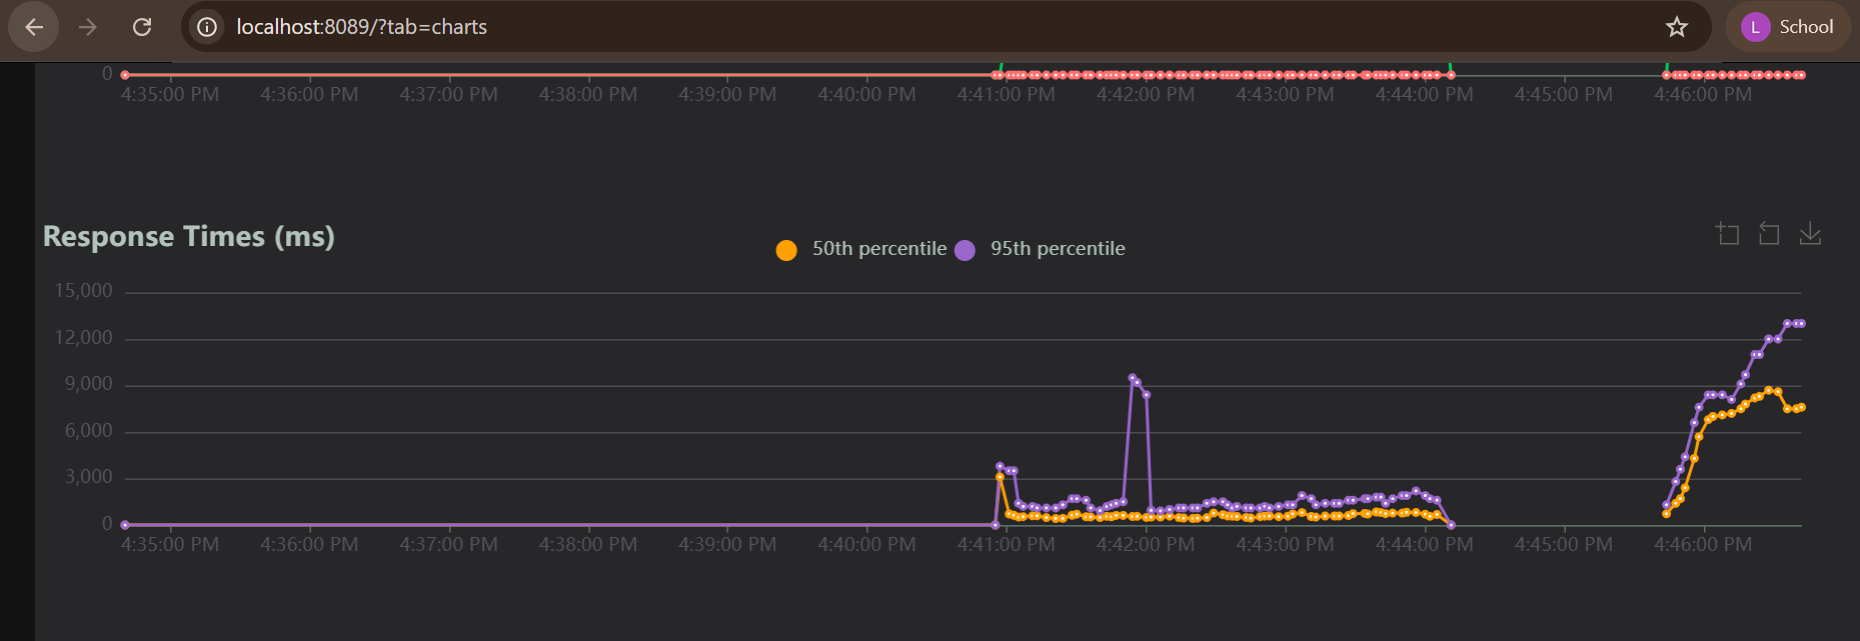 localhost:8089/?tab=charts
L School
0
4:35:00 PM 4:36:00 PM 4:37:00 PM 4:38:00 PM 4:39:00 PM 4:40:00 PM 4:41:00 PM 4:42:00 PM 4:43:00 PM 4:44:00 PM 4:45:00 PM 4:46:00 PM
Response Times (ms)
50th percentile 95th percentile
15,000
12,000
9,000
6,000
3,000
0
4:35:00 PM 4:36:00 PM 4:37:00 PM 4:38:00 PM 4:39:00 PM 4:40:00 PM 4:41:00 PM 4:42:00 PM 4:43:00 PM 4:44:00 PM 4:45:00 PM 4:46:00 PM